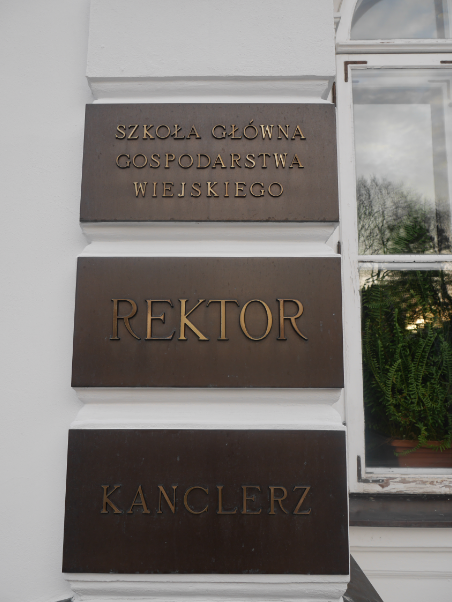 SZKOŁA GŁÓWNA
GOSPODARSTWA
WIEJSKIEGO
REKTOR
KANCLERZ